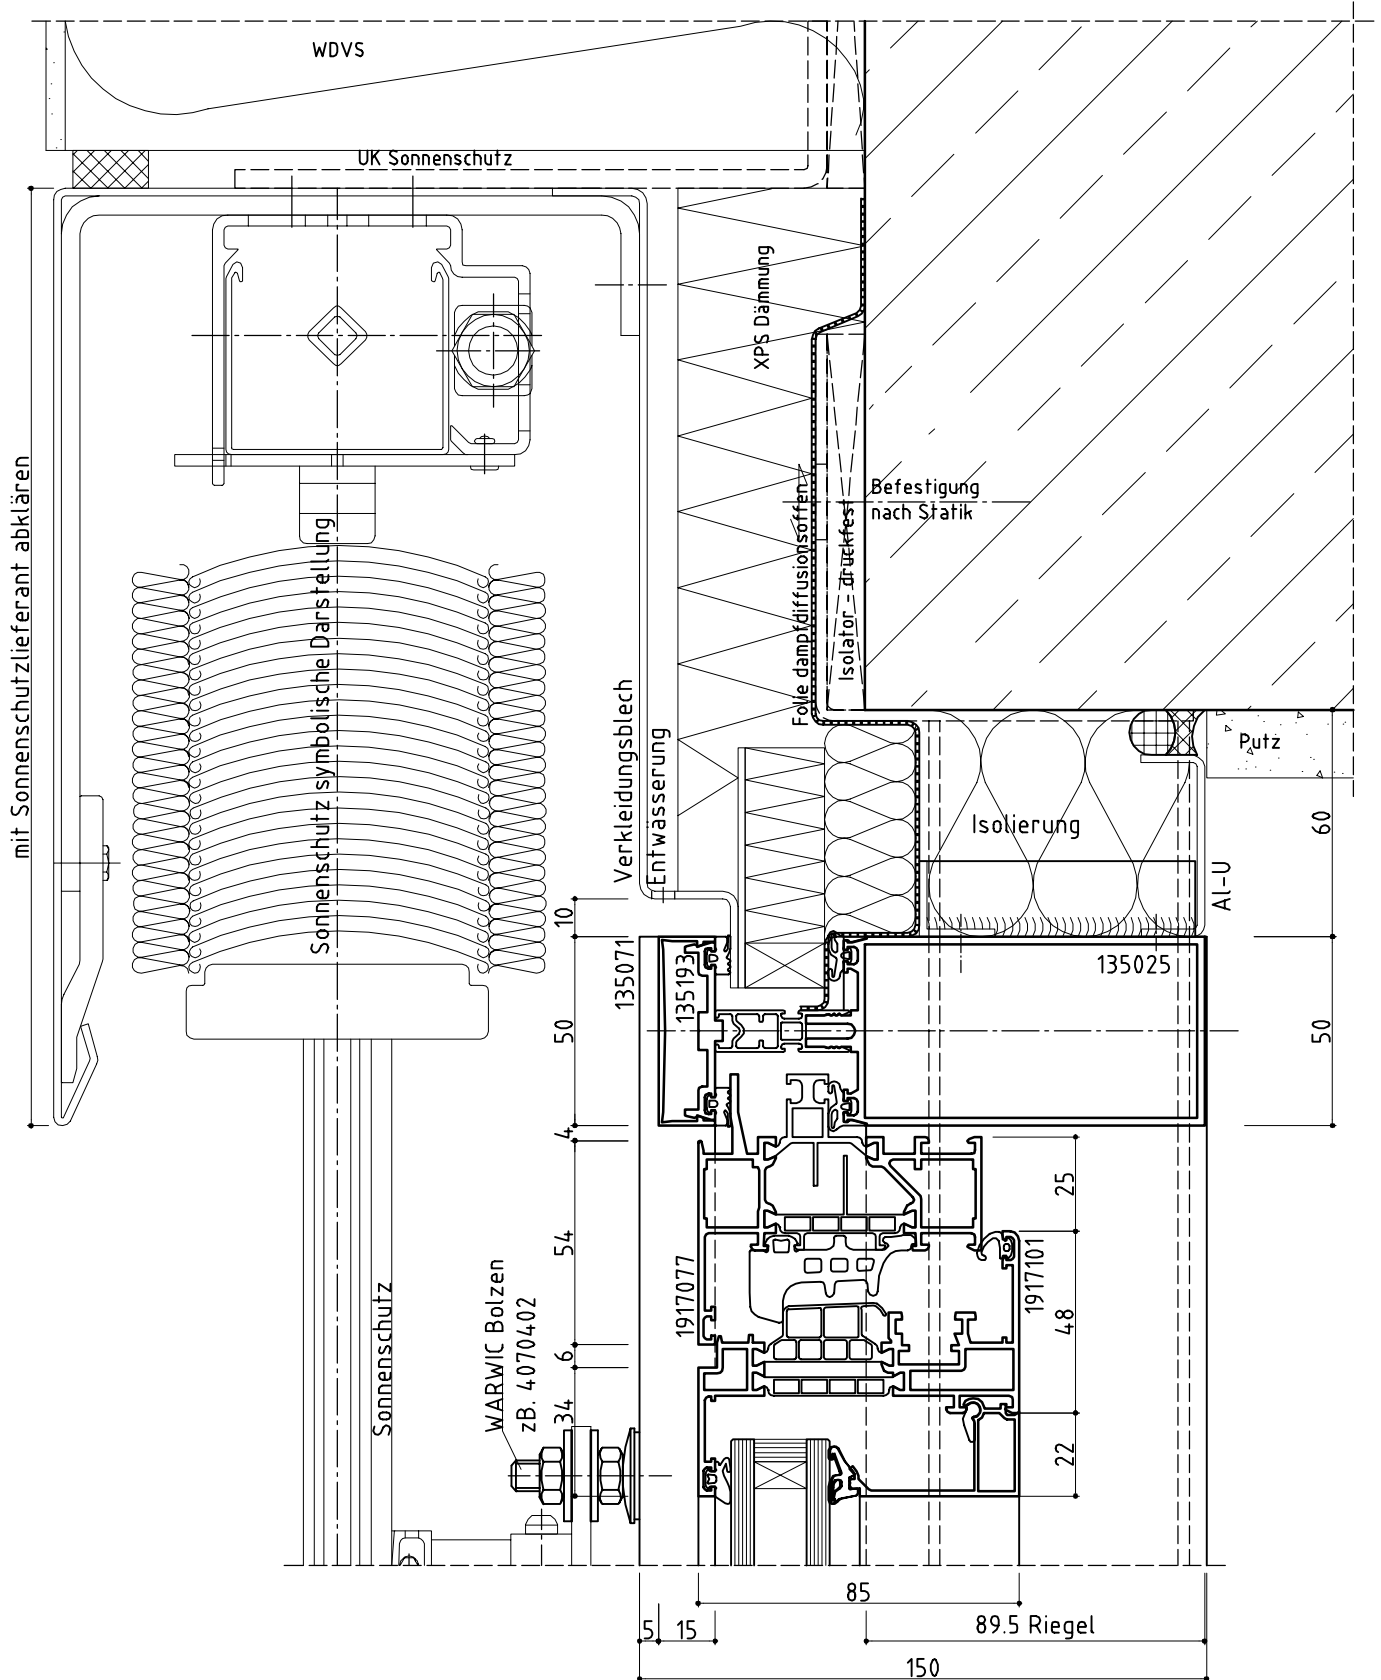 WDVS
UK Sonnenschutz
mit Sonnenschutzlieferant abklären
XPS Dämmung
Befestigung
nach Statik
Folie dampfdiffusionsoffen
Isolator - druckfest
Sonnenschutz symbolische Darstellung
Verkleidungsblech
Entwässerung
Putz
Isolierung
Al-U
60
10
135071
135193
135025
50
50
4
25
54
1917077
1917101
48
Sonnenschutz
WARWIC Bolzen
zB. 4070402
6
34
22
85
5
15
89.5 Riegel
150